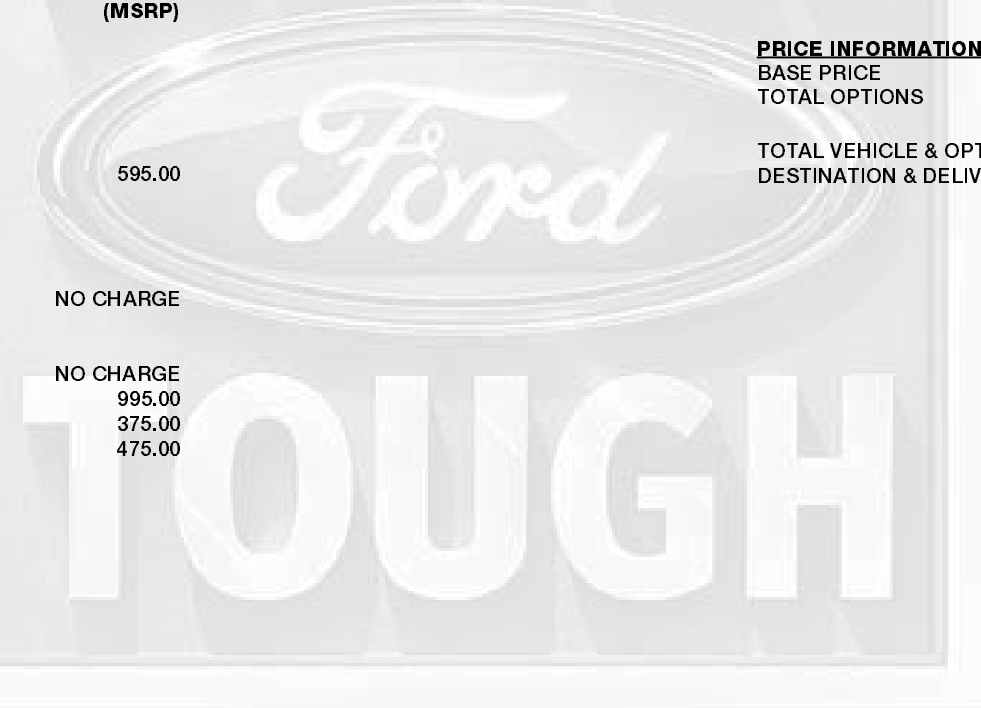 (MSRP)
595.00
NO CHARGE
NO CHARGE
995.00
375.00
475.00
PRICE INFORMATION
BASE PRICE
TOTAL OPTIONS
TOTAL VEHICLE & OPT
DESTINATION & DELIV
Ford
TOUGH